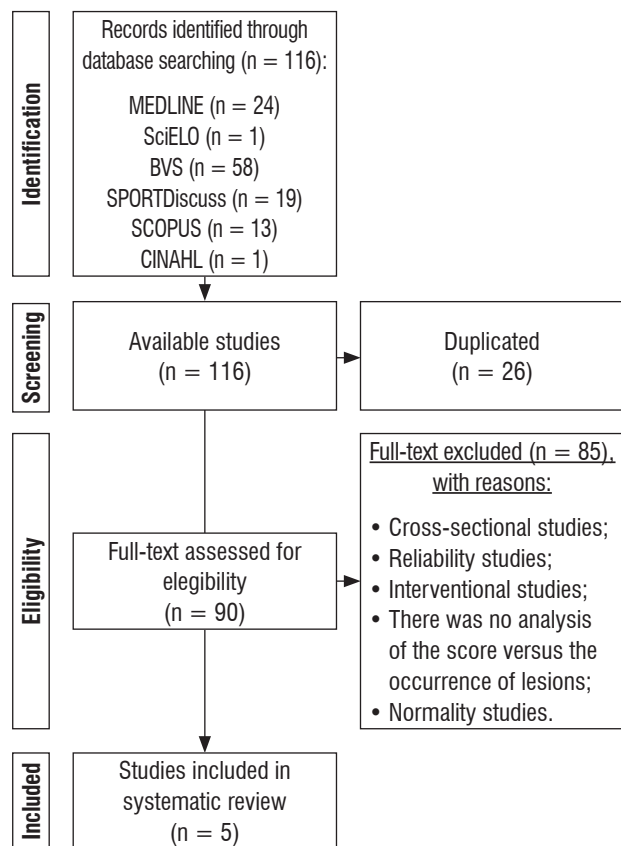 Identification
Records identified through
database searching (n = 116):
MEDLINE (n = 24)
SciELO (n = 1)
BVS (n = 58)
SPORTDiscuss (n = 19)
SCOPUS (n = 13)
CINAHL (n = 1)
Screening
Available studies
(n = 116)
Duplicated
(n = 26)
Eligibility
Full-text assessed for
elegibility
(n = 90)
Full-text excluded (n = 85),
with reasons:
• Cross-sectional studies;
• Reliability studies;
• Interventional studies;
• There was no analysis
of the score versus the
occurrence of lesions;
• Normality studies.
Included
Studies included in
systematic review
(n = 5)